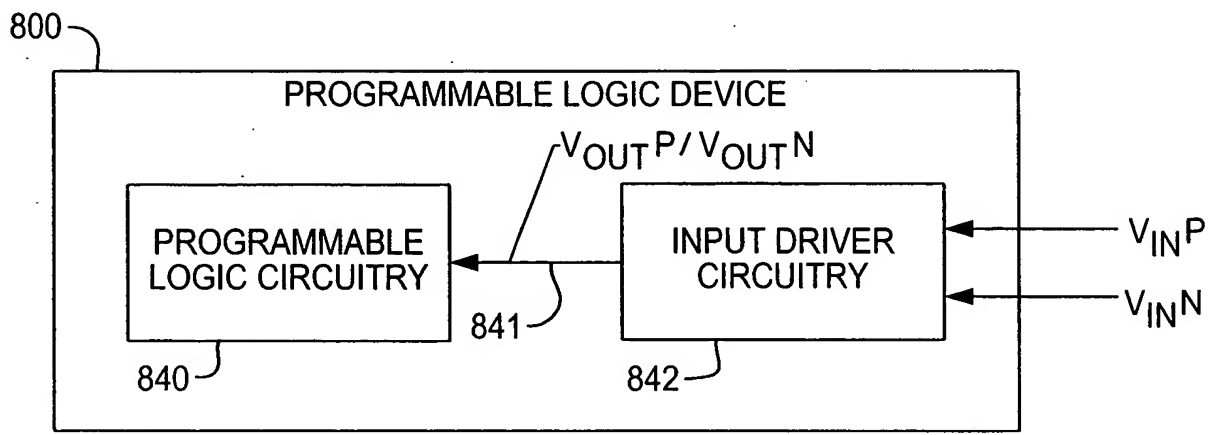 800
PROGRAMMABLE LOGIC DEVICE
VOUTP/VOUTN
PROGRAMMABLE
LOGIC CIRCUITRY
INPUT DRIVER
CIRCUITRY
VINP
VINN
841
840
842